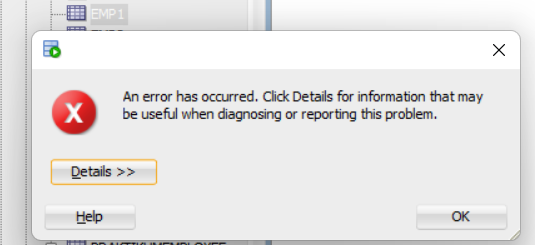 EMP1
An error has occurred. Click Details for information that may
be useful when diagnosing or reporting this problem.
Details >>
Help
OK
PRAKTIKUMEMPLOYEE